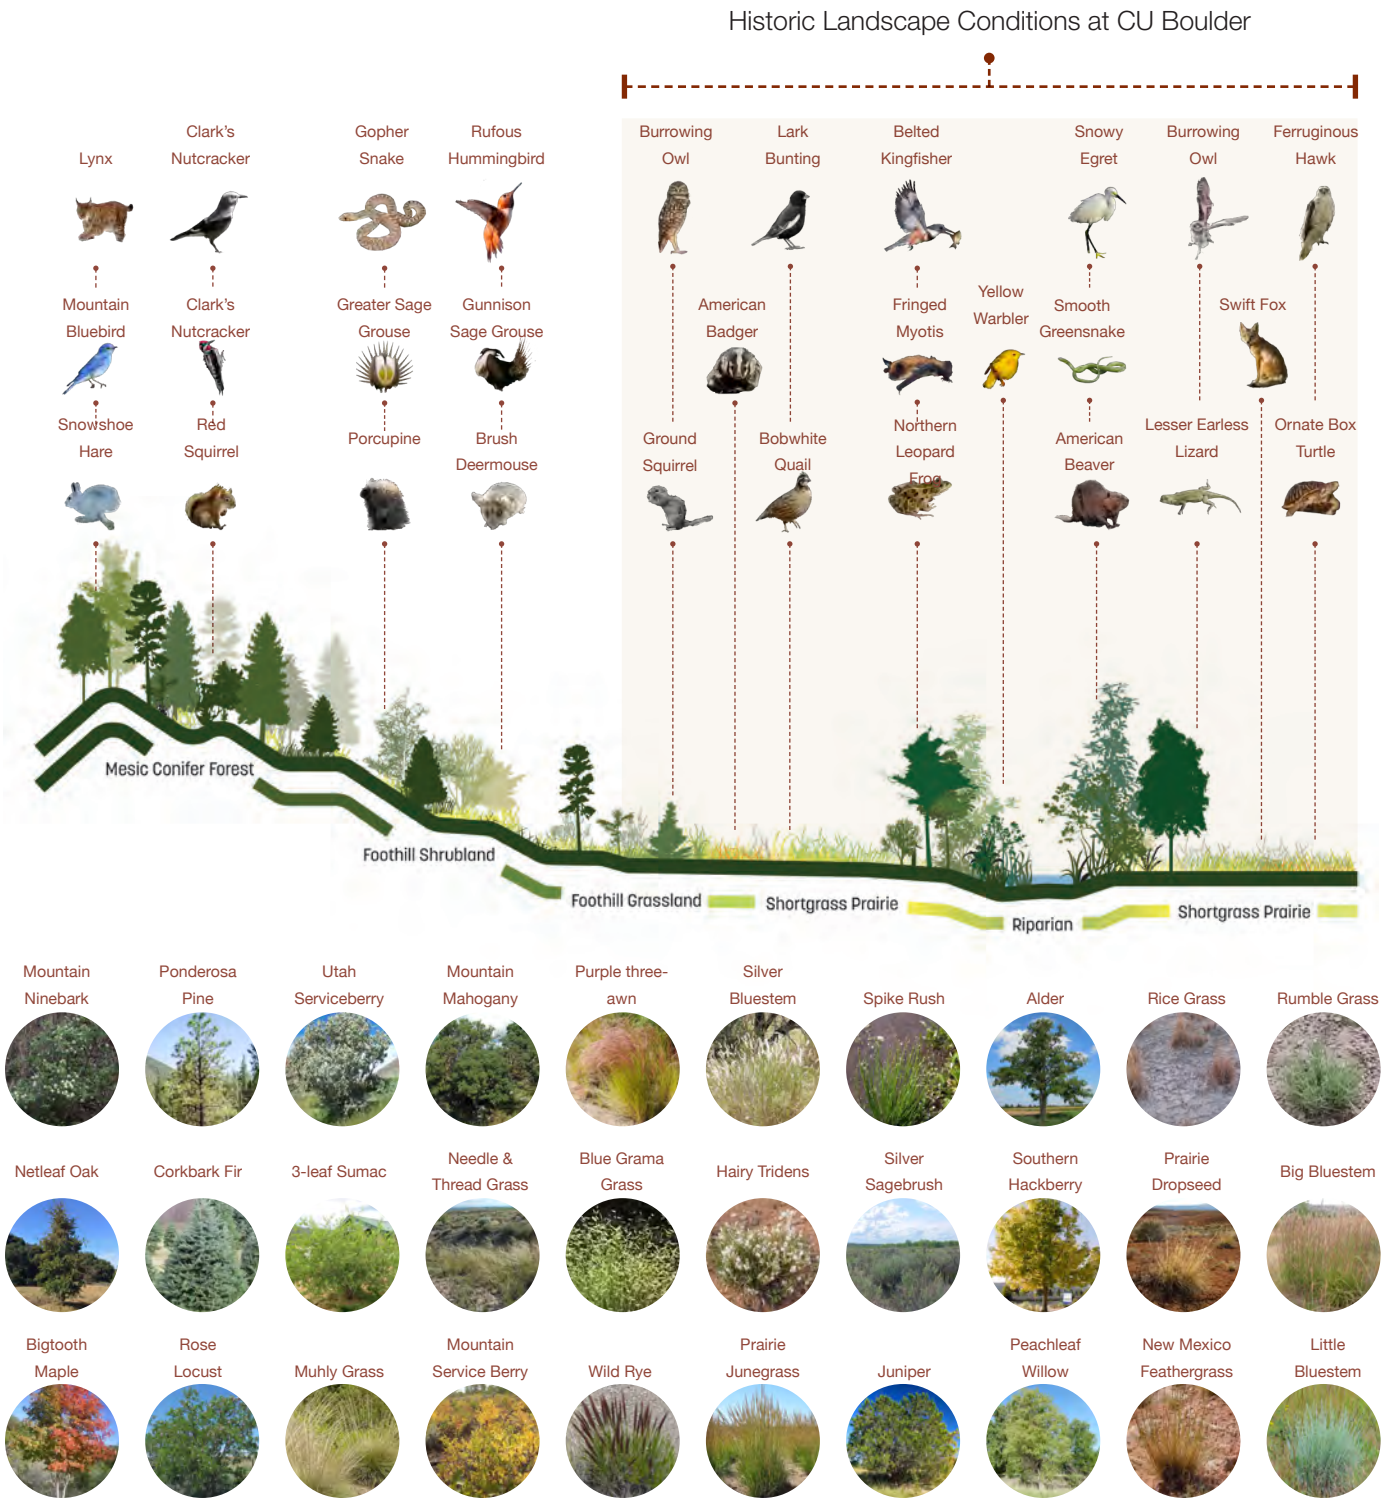 Historic Landscape Conditions at CU Boulder
Lynx
Clark's
Nutcracker
Gopher
Snake
Rufous
Hummingbird
Burrowing
Owl
Lark
Bunting
Belted
Kingfisher
Snowy
Egret
Burrowing
Owl
Ferruginous
Hawk
Mountain
Bluebird
Clark's
Nutcracker
Greater Sage
Grouse
Gunnison
Sage Grouse
American
Badger
Fringed
Myotis
Yellow
Warbler
Smooth
Greensnake
Swift Fox
Snowshoe
Hare
Red
Squirrel
Porcupine
Brush
Deermouse
Ground
Squirrel
Bobwhite
Quail
Northern
Leopard
Frog
American
Beaver
Lesser Earless
Lizard
Ornate Box
Turtle
Mesic Conifer Forest
Foothill Shrubland
Foothill Grassland
Shortgrass Prairie
Riparian
Shortgrass Prairie
Mountain
Ninebark
Ponderosa
Pine
Utah
Serviceberry
Mountain
Mahogany
Purple three-
awn
Silver
Bluestem
Spike Rush
Alder
Rice Grass
Rumble Grass
Netleaf Oak
Corkbark Fir
3-leaf Sumac
Needle &
Thread Grass
Blue Grama
Grass
Hairy Tridens
Silver
Sagebrush
Southern
Hackberry
Prairie
Dropseed
Big Bluestem
Bigtooth
Maple
Rose
Locust
Muhly Grass
Mountain
Service Berry
Wild Rye
Prairie
Junegrass
Juniper
Peachleaf
Willow
New Mexico
Feathergrass
Little
Bluestem